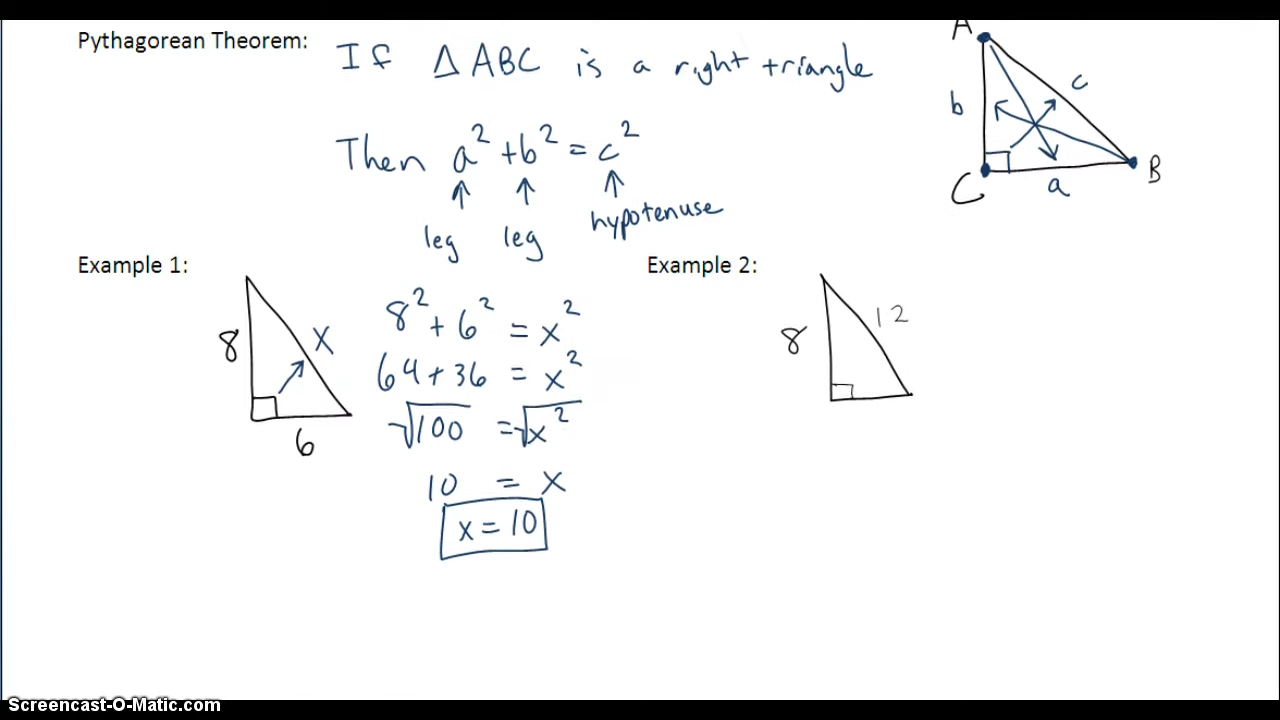 Pythagorean Theorem: If Δ ABC is a right triangle
Then a² + b² = c²
leg leg hypotenuse
A
b
c
C
a
B
Example 1:
8
x
6
8² + 6² = x²
64 + 36 = x²
√100 = √x²
10 = x
x = 10
Example 2:
8
12
Screencast-O-Matic.com